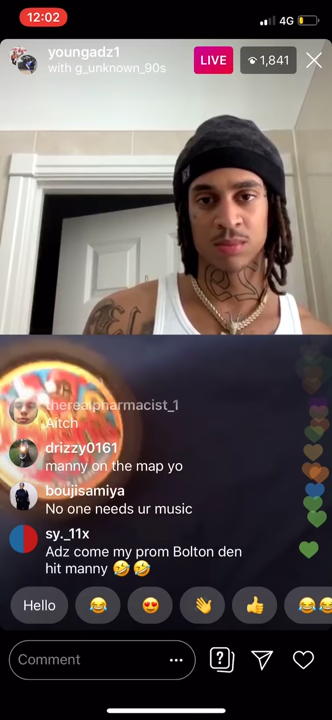 12:02
4G
youngadz1
with g_unknown_90s
LIVE
1,841
therealpharmacist_1
Aitch
drizzy0161
manny on the map yo
boujisamiya
No one needs ur music
sy._11x
Adz come my prom Bolton den
hit manny 🤣🤣
Hello 😂 😍 👋 👍 😂😂
Comment